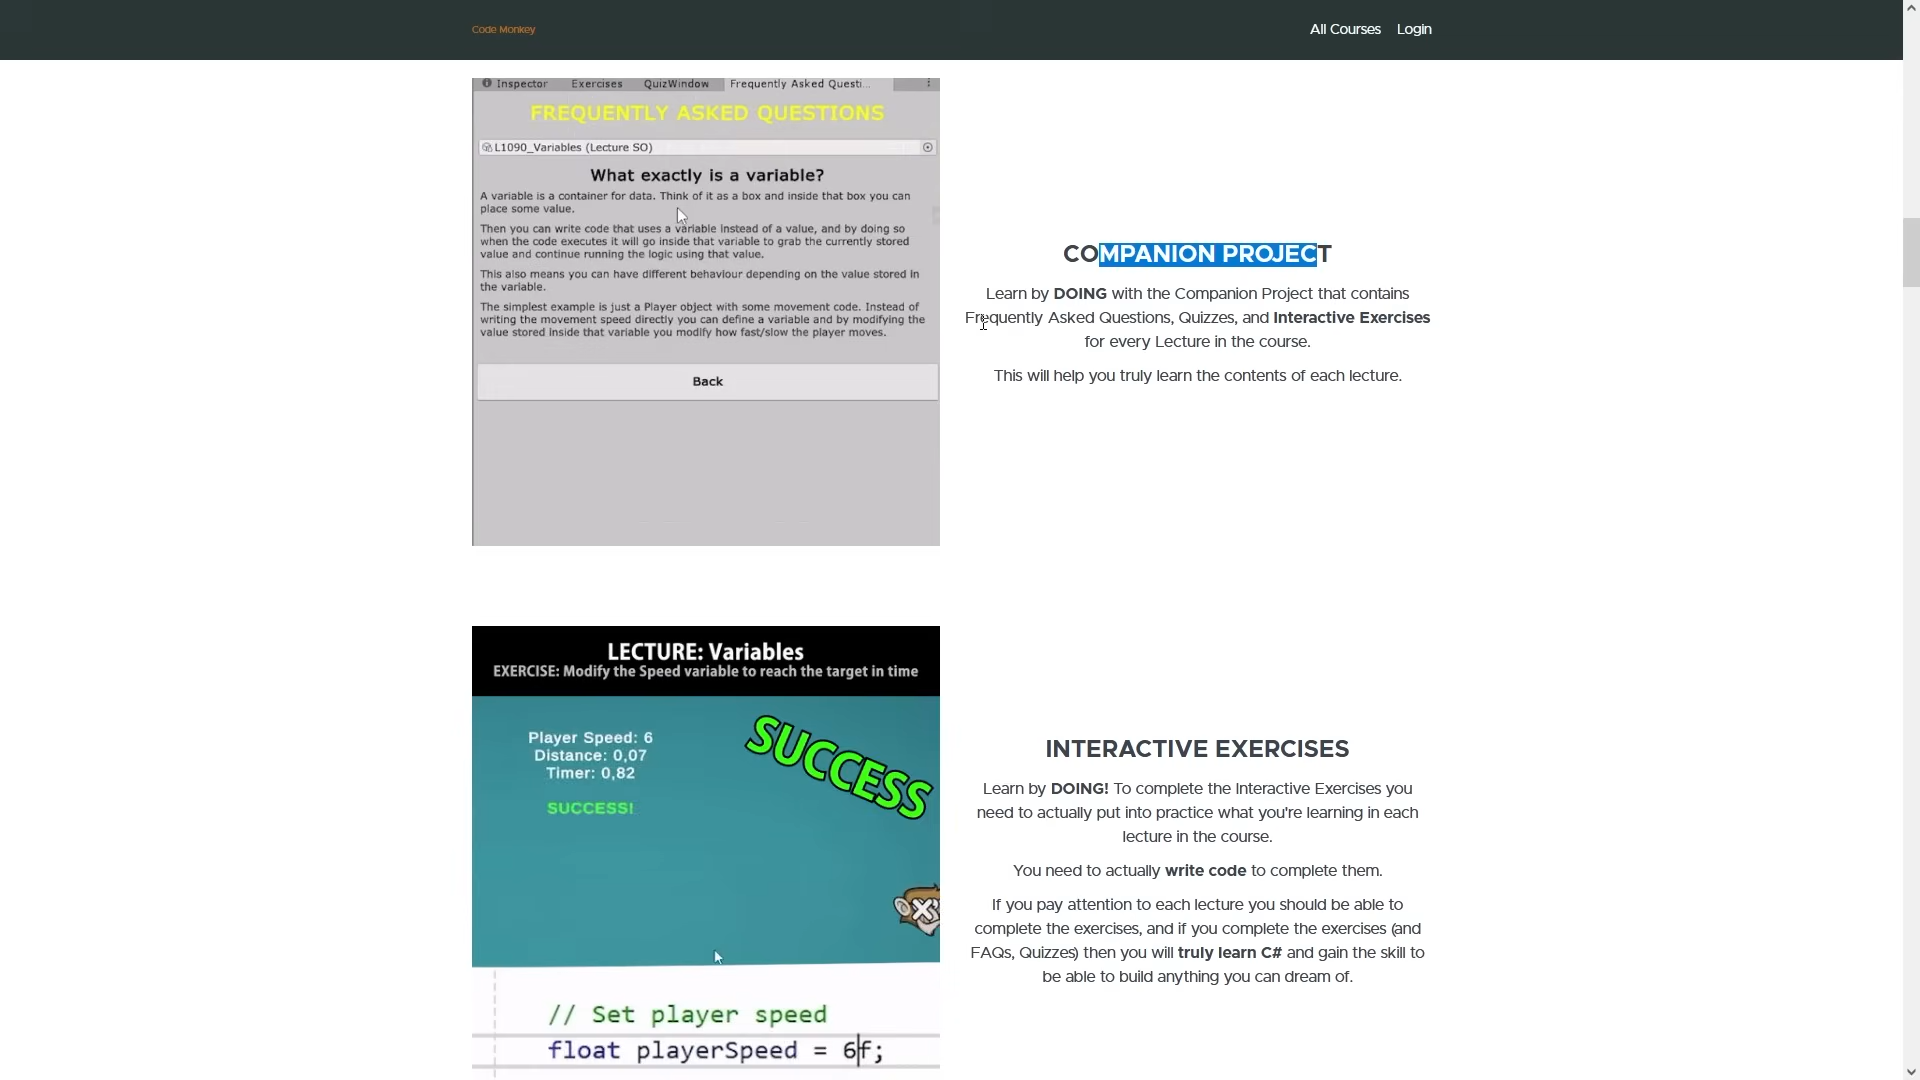 Code Monkey
All Courses
Login
Inspector
Exercises
QuizWindow
Frequently Asked Questi...
FREQUENTLY ASKED QUESTIONS
L1090_Variables (Lecture SO)
What exactly is a variable?
A variable is a container for data. Think of it as a box and inside that box you can
place some value.
Then you can write code that uses a variable instead of a value, and by doing so
when the code executes it will go inside that variable to grab the currently stored
value and continue running the logic using that value.
This also means you can have different behaviour depending on the value stored in
the variable.
The simplest example is just a Player object with some movement code. Instead of
writing the movement speed directly you can define a variable and by modifying the
value stored inside that variable you modify how fast/slow the player moves.
Back
COMPANION PROJECT
Learn by DOING with the Companion Project that contains
Frequently Asked Questions, Quizzes, and Interactive Exercises
for every Lecture in the course.
This will help you truly learn the contents of each lecture.
LECTURE: Variables
EXERCISE: Modify the Speed variable to reach the target in time
Player Speed: 6
Distance: 0,07
Timer: 0,82
SUCCESS!
SUCCESS
// Set player speed
float playerSpeed = 6f;
INTERACTIVE EXERCISES
Learn by DOING! To complete the Interactive Exercises you
need to actually put into practice what you're learning in each
lecture in the course.
You need to actually write code to complete them.
If you pay attention to each lecture you should be able to
complete the exercises, and if you complete the exercises (and
FAQs, Quizzes) then you will truly learn C# and gain the skill to
be able to build anything you can dream of.